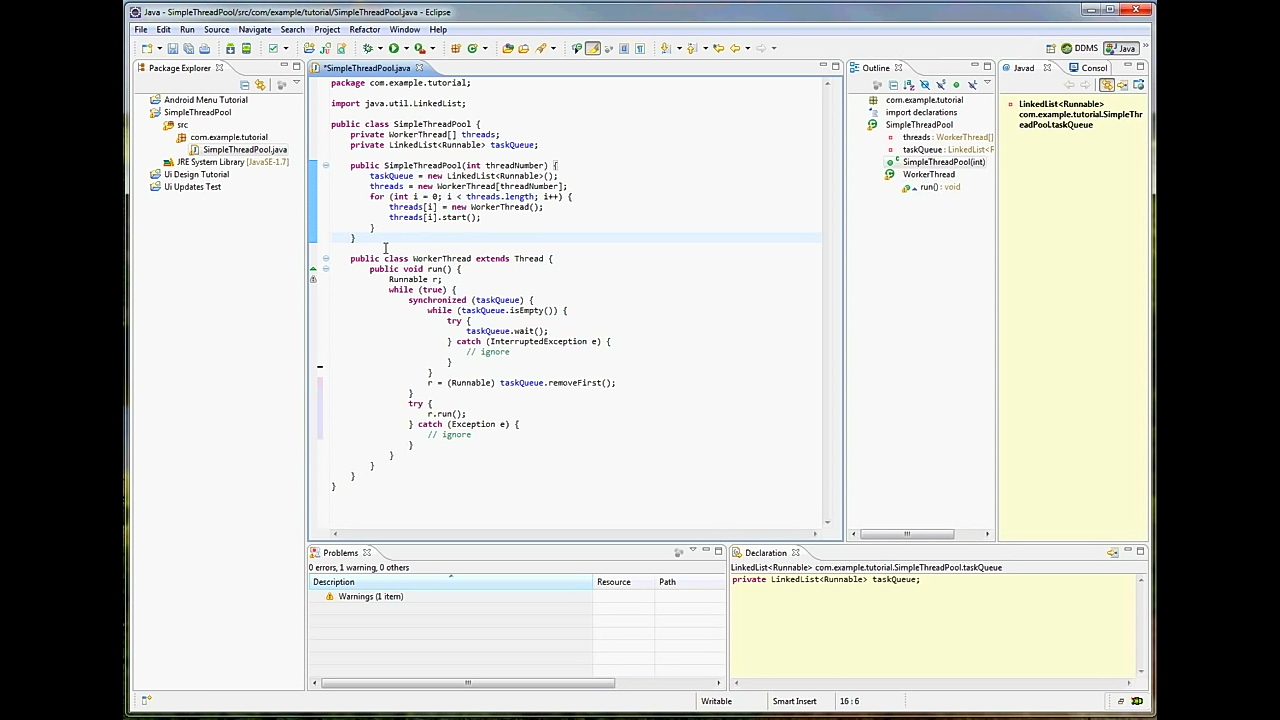 Java - SimpleThreadPool/src/com/example/tutorial/SimpleThreadPool.java - Eclipse
File Edit Run Source Navigate Search Project Refactor Window Help
DDMS Java
Package Explorer
Android Menu Tutorial
SimpleThreadPool
src
com.example.tutorial
SimpleThreadPool.java
JRE System Library [JavaSE-1.7]
Ui Design Tutorial
Ui Updates Test
*SimpleThreadPool.java
package com.example.tutorial;
import java.util.LinkedList;
public class SimpleThreadPool {
private WorkerThread[] threads;
private LinkedList<Runnable> taskQueue;
public SimpleThreadPool(int threadNumber) {
taskQueue = new LinkedList<Runnable>();
threads = new WorkerThread[threadNumber];
for (int i = 0; i < threads.length; i++) {
threads[i] = new WorkerThread();
threads[i].start();
}
}
public class WorkerThread extends Thread {
public void run() {
Runnable r;
while (true) {
synchronized (taskQueue) {
while (taskQueue.isEmpty()) {
try {
taskQueue.wait();
} catch (InterruptedException e) {
// ignore
}
}
r = (Runnable) taskQueue.removeFirst();
}
try {
r.run();
} catch (Exception e) {
// ignore
}
}
}
}
}
Outline
com.example.tutorial
import declarations
SimpleThreadPool
threads : WorkerThread[]
taskQueue : LinkedList<F
SimpleThreadPool(int)
WorkerThread
run() : void
Javad Consol
LinkedList<Runnable>
com.example.tutorial.SimpleThr
eadPool.taskQueue
Problems
0 errors, 1 warning, 0 others
Description Resource Path
Warnings (1 item)
Declaration
LinkedList<Runnable> com.example.tutorial.SimpleThreadPool.taskQueue
private LinkedList<Runnable> taskQueue;
Writable Smart Insert 16 : 6